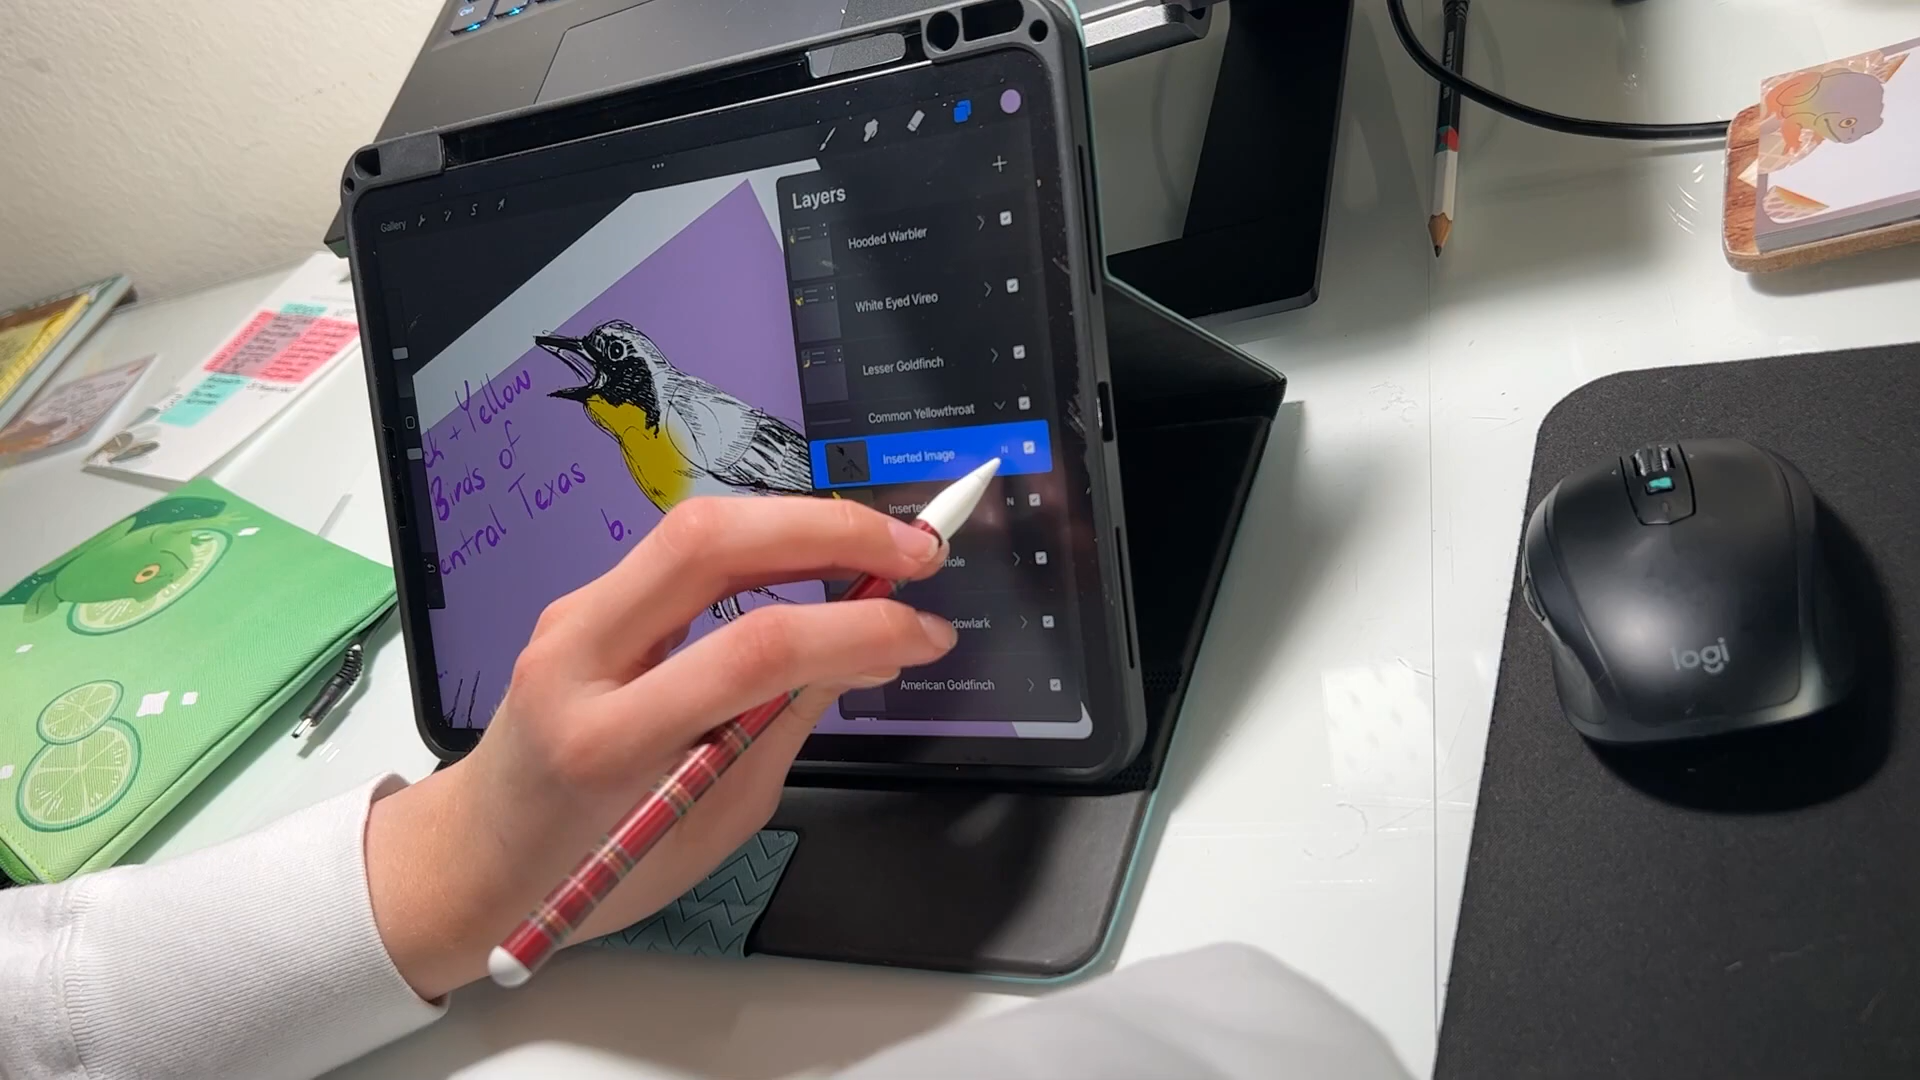 Gallery
S
Layers
Hooded Warbler
White Eyed Vireo
Lesser Goldfinch
Common Yellowthroat
Inserted Image N
Inserted N
American Goldfinch
+ Yellow
Birds of
Texas
b.
logi